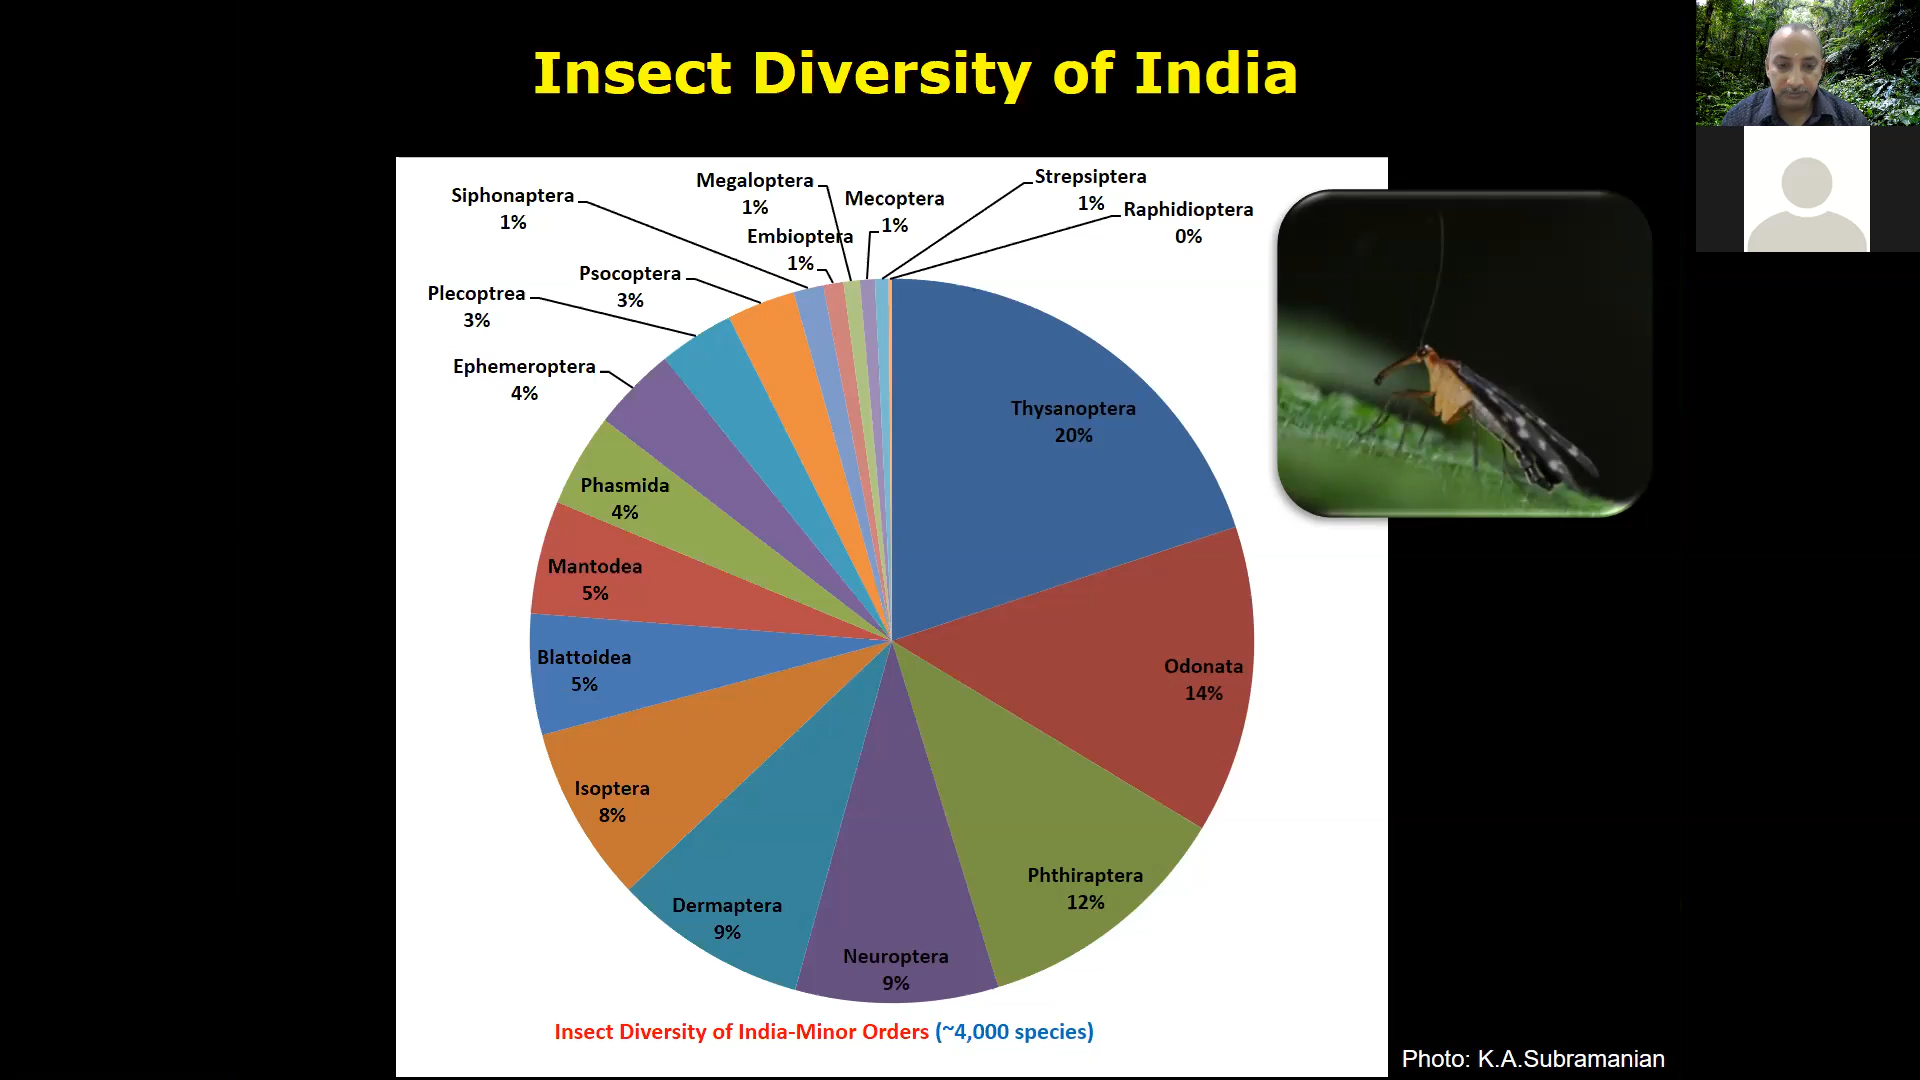 Insect Diversity of India
Siphonaptera
1%
Megaloptera
1%
Mecoptera
1%
Strepsiptera
1%
Raphidioptera
0%
Embioptera
1%
Psocoptera
3%
Plecoptrea
3%
Ephemeroptera
4%
Thysanoptera
20%
Phasmida
4%
Mantodea
5%
Blattoidea
5%
Odonata
14%
Isoptera
8%
Phthiraptera
12%
Dermaptera
9%
Neuroptera
9%
Insect Diversity of India-Minor Orders (~4,000 species)
Photo: K.A.Subramanian